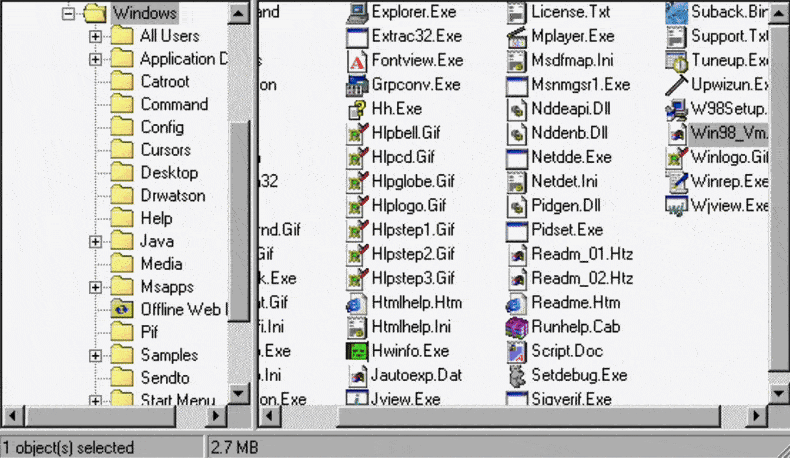 Windows
All Users
Application D
Catroot
Command
Config
Cursors
Desktop
Drwatson
Help
Java
Media
Msapps
Offline Web
Pif
Samples
Sendto
Start Menu
and
s
ion
n32
rnd.Gif
Gif
k.Exe
at.Gif
fi.Ini
o.Exe
o.Ini
on.Exe
Explorer.Exe
Extrac32.Exe
Fontview.Exe
Grpconv.Exe
Hh.Exe
Hlpbell.Gif
Hlpcd.Gif
Hlpglobe.Gif
Hlplogo.Gif
Hlpstep1.Gif
Hlpstep2.Gif
Hlpstep3.Gif
Htmlhelp.Htm
Htmlhelp.Ini
Hwinfo.Exe
Jautoexp.Dat
Jview.Exe
License.Txt
Mplayer.Exe
Msdfmap.Ini
Msnmgsr1.Exe
Nddeapi.Dll
Nddenb.Dll
Netdde.Exe
Netdet.Ini
Pidgen.Dll
Pidset.Exe
Readm_01.Htz
Readm_02.Htz
Readme.Htm
Runhelp.Cab
Script.Doc
Setdebug.Exe
Sigverif.Exe
Suback.Bin
Support.Txt
Tuneup.Ex
Upwizun.Ex
W98Setup.
Win98_Vm.
Winlogo.Gif
Winrep.Exe
Wjview.Exe
1 object(s) selected
2.7 MB